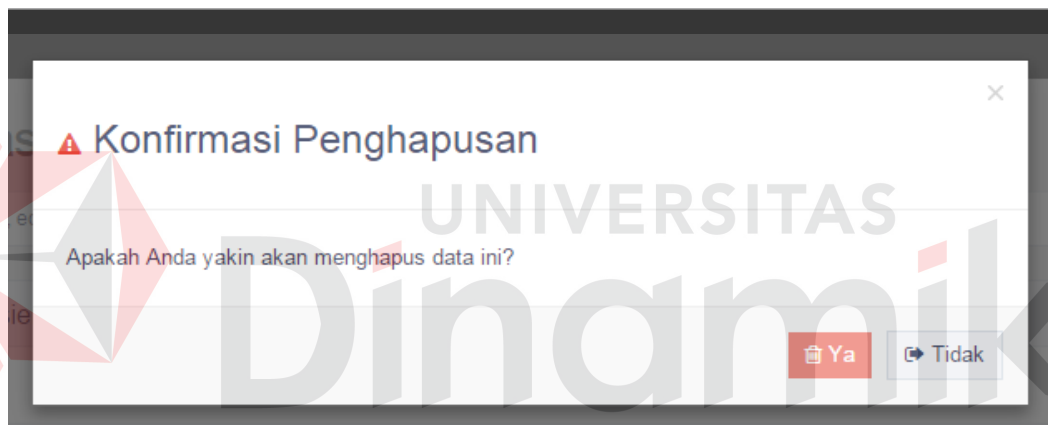 ×
Konfirmasi Penghapusan
UNIVERSITAS
Apakah Anda yakin akan menghapus data ini?
Dinamik
Ya Tidak